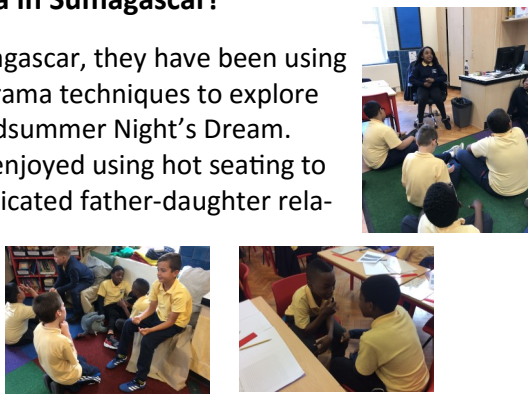 a in Sumagascar?
agascar, they have been using
rama techniques to explore
dsummer Night's Dream.
enjoyed using hot seating to
icated father-daughter rela-